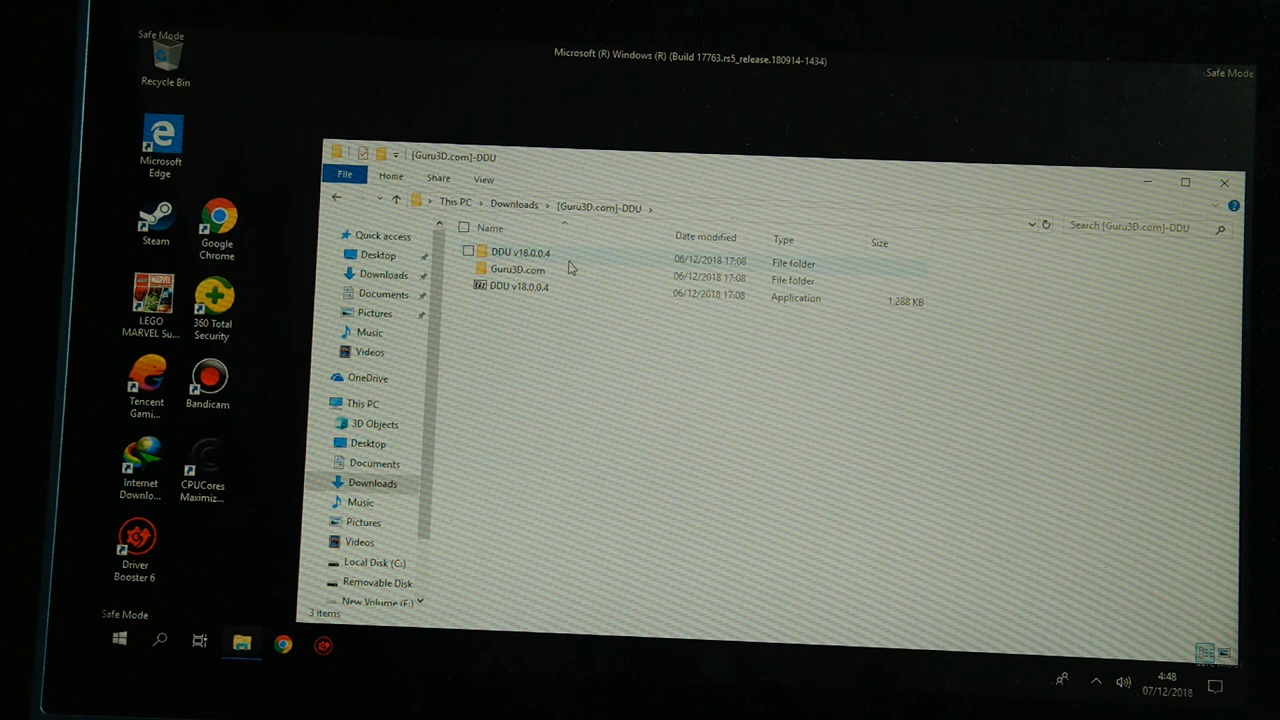 Safe Mode
Microsoft (R) Windows (R) (Build 17763.rs5_release.180914-1434)
Safe Mode
Recycle Bin
Microsoft
Edge
Steam
Google
Chrome
LEGO
MARVEL Su...
360 Total
Security
Tencent
Gami...
Bandicam
Internet
Downlo...
CPUCores
Maximiz...
Driver
Booster 6
[Guru3D.com]-DDU
File Home Share View
This PC Downloads [Guru3D.com]-DDU
Search [Guru3D.com]-DDU
Name Date modified Type Size
DDU v18.0.0.4 06/12/2018 17:08 File folder
Guru3D.com 06/12/2018 17:08 File folder
DDU v18.0.0.4 06/12/2018 17:08 Application 1.288 KB
Quick access
Desktop
Downloads
Documents
Pictures
Music
Videos
OneDrive
This PC
3D Objects
Desktop
Documents
Downloads
Music
Pictures
Videos
Local Disk (C:)
Removable Disk
New Volume (F:)
3 items
Safe Mode
4:48
07/12/2018